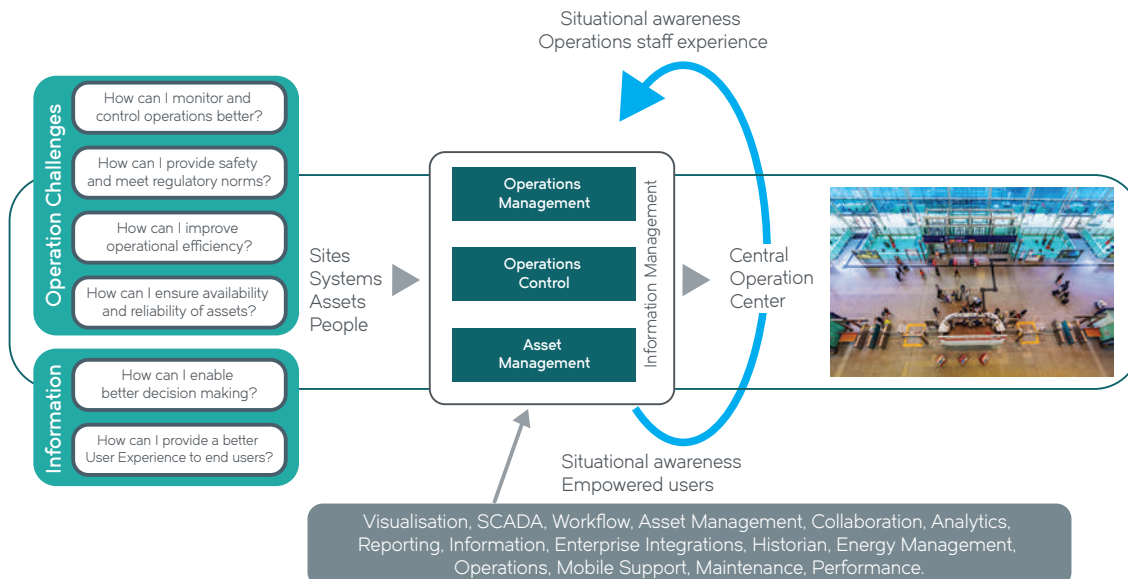 Situational awareness
Operations staff experience
Operation Challenges
How can I monitor and
control operations better?
How can I provide safety
and meet regulatory norms?
How can I improve
operational efficiency?
How can I ensure availability
and reliability of assets?
Information
How can I enable
better decision making?
How can I provide a better
User Experience to end users?
Sites
Systems
Assets
People
Operations
Management
Operations
Control
Asset
Management
Information Management
Central
Operation
Center
Situational awareness
Empowered users
Visualisation, SCADA, Workflow, Asset Management, Collaboration, Analytics,
Reporting, Information, Enterprise Integrations, Historian, Energy Management,
Operations, Mobile Support, Maintenance, Performance.